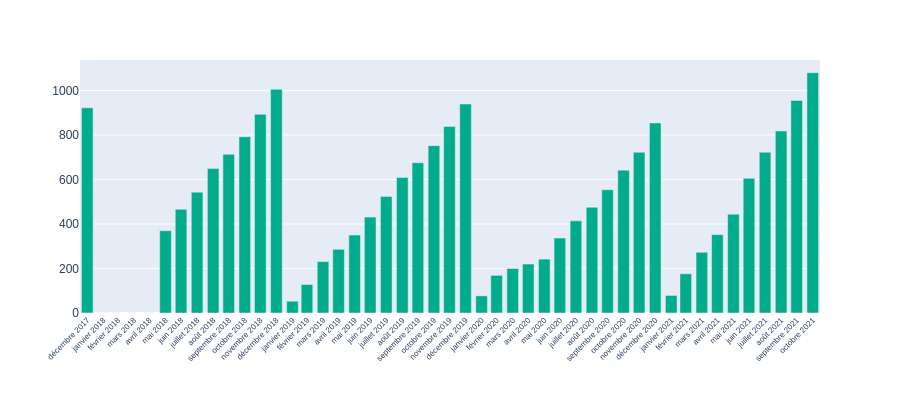 1000
800
600
400
200
0
décembre 2017
janvier 2018
février 2018
mars 2018
avril 2018
mai 2018
juin 2018
juillet 2018
août 2018
septembre 2018
octobre 2018
novembre 2018
décembre 2018
janvier 2019
février 2019
mars 2019
avril 2019
mai 2019
juin 2019
juillet 2019
août 2019
septembre 2019
octobre 2019
novembre 2019
décembre 2019
janvier 2020
février 2020
mars 2020
avril 2020
mai 2020
juin 2020
juillet 2020
août 2020
septembre 2020
octobre 2020
novembre 2020
décembre 2020
janvier 2021
février 2021
mars 2021
avril 2021
mai 2021
juin 2021
juillet 2021
août 2021
septembre 2021
octobre 2021